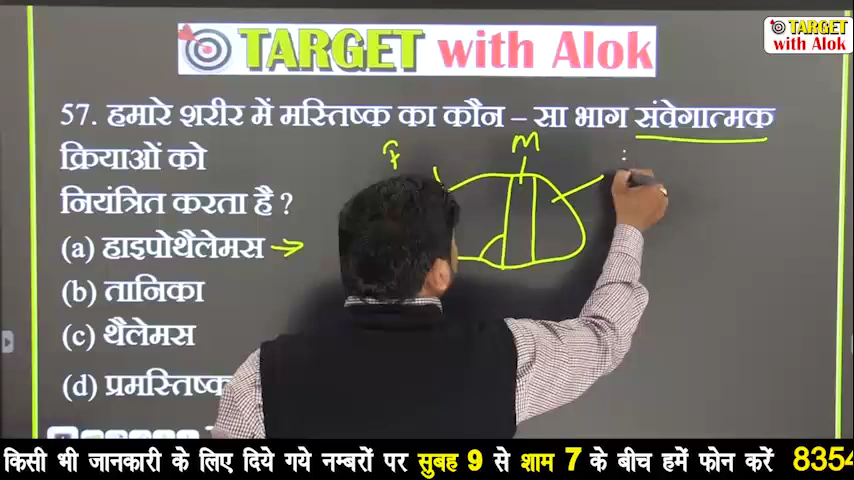 TARGET with Alok
TARGET
with Alok
57. हमारे शरीर में मस्तिष्क का कौन – सा भाग संवेगात्मक
क्रियाओं को
नियंत्रित करता है ?
(a) हाइपोथैलेमस →
(b) तानिका
(c) थैलेमस
(d) प्रमस्तिष्क
F
M
किसी भी जानकारी के लिए दिये गये नम्बरों पर सुबह 9 से शाम 7 के बीच हमें फोन करें 8354